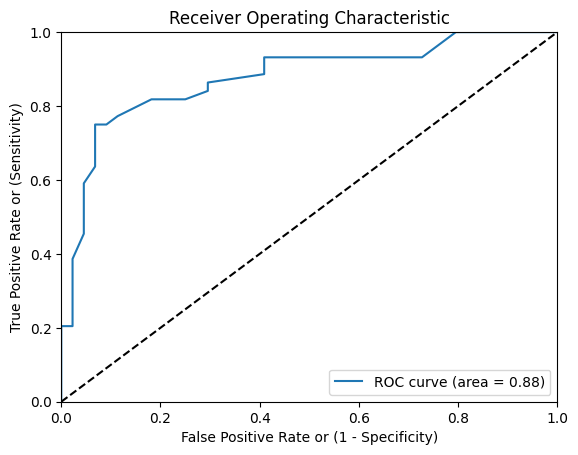 Receiver Operating Characteristic
True Positive Rate or (Sensitivity)
1.0
0.8
0.6
0.4
0.2
0.0
ROC curve (area = 0.88)
0.0 0.2 0.4 0.6 0.8 1.0
False Positive Rate or (1 - Specificity)